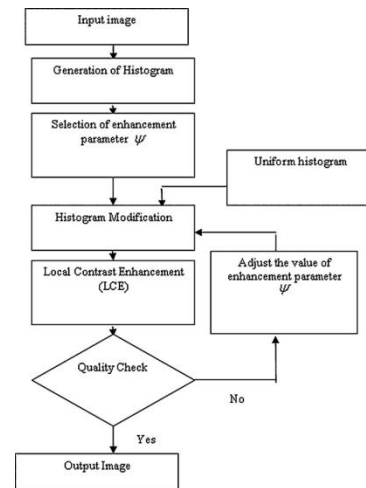 Input image
Generation of Histogram
Selection of enhancement
parameter ψ
Uniform histogram
Histogram Modification
Local Contrast Enhancement
(LCE)
Adjust the value of
enhancement parameter
ψ
Quality Check
No
Yes
Output Image